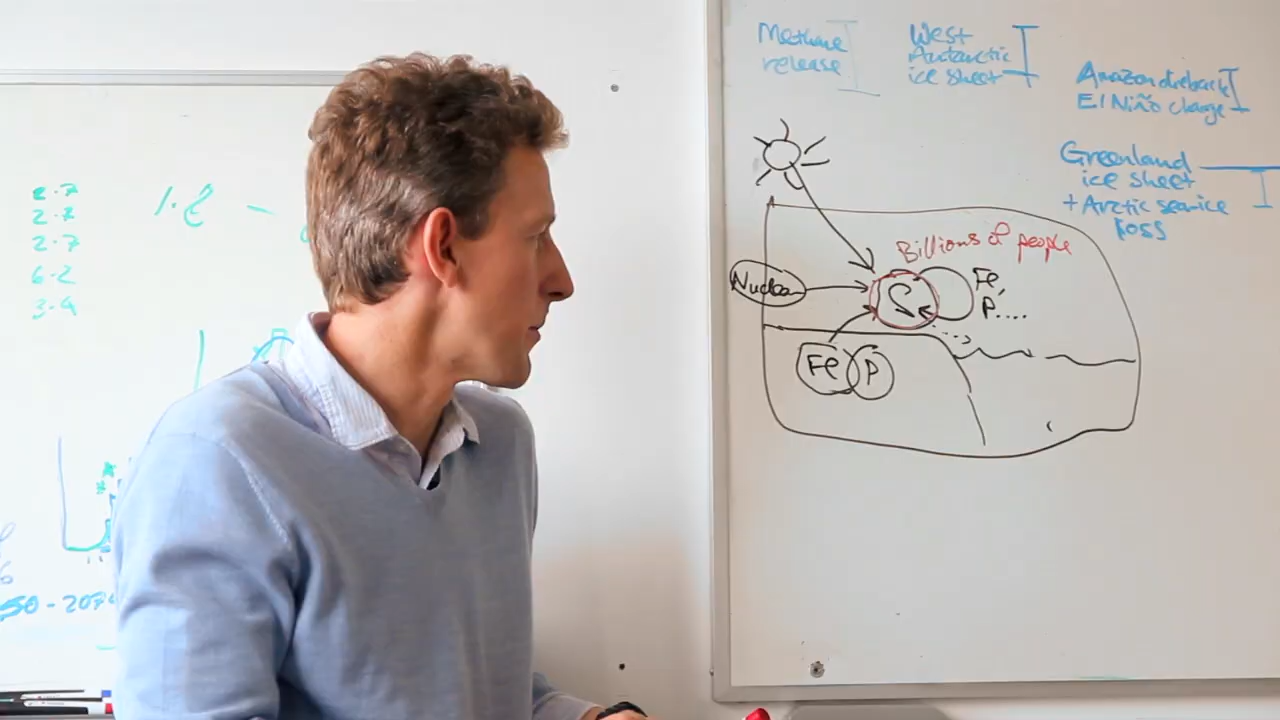 Methane
release
West
Antarctic
ice sheet
Amazon dieback
El Niño change
Greenland
ice sheet
+ Arctic sea-ice
loss
Billions of people
Nuclear
Fe,
P....
Fe
P
2.7
2.7
2.7
6.2
3.4
1.8 -
50-207